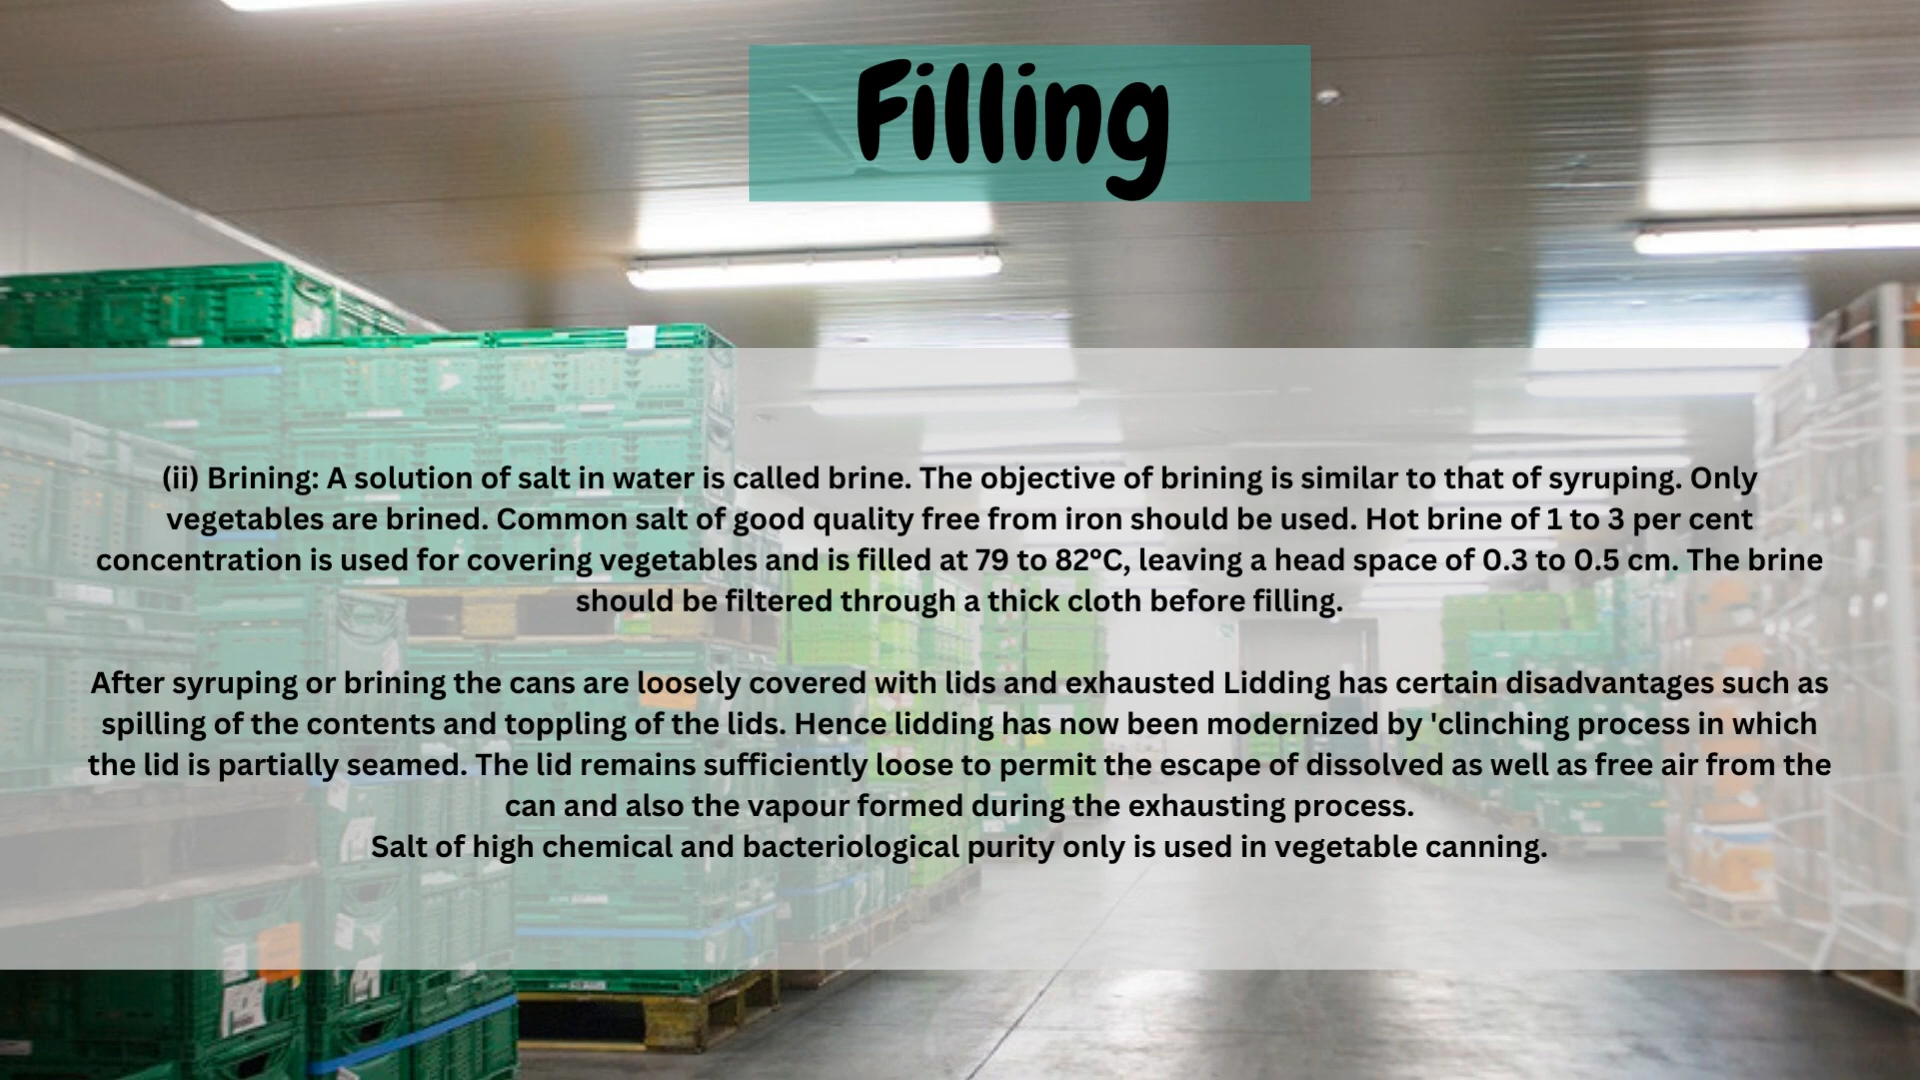 Filling
(ii) Brining: A solution of salt in water is called brine. The objective of brining is similar to that of syruping. Only
vegetables are brined. Common salt of good quality free from iron should be used. Hot brine of 1 to 3 per cent
concentration is used for covering vegetables and is filled at 79 to 82°C, leaving a head space of 0.3 to 0.5 cm. The brine
should be filtered through a thick cloth before filling.
After syruping or brining the cans are loosely covered with lids and exhausted Lidding has certain disadvantages such as
spilling of the contents and toppling of the lids. Hence lidding has now been modernized by 'clinching process in which
the lid is partially seamed. The lid remains sufficiently loose to permit the escape of dissolved as well as free air from the
can and also the vapour formed during the exhausting process.
Salt of high chemical and bacteriological purity only is used in vegetable canning.